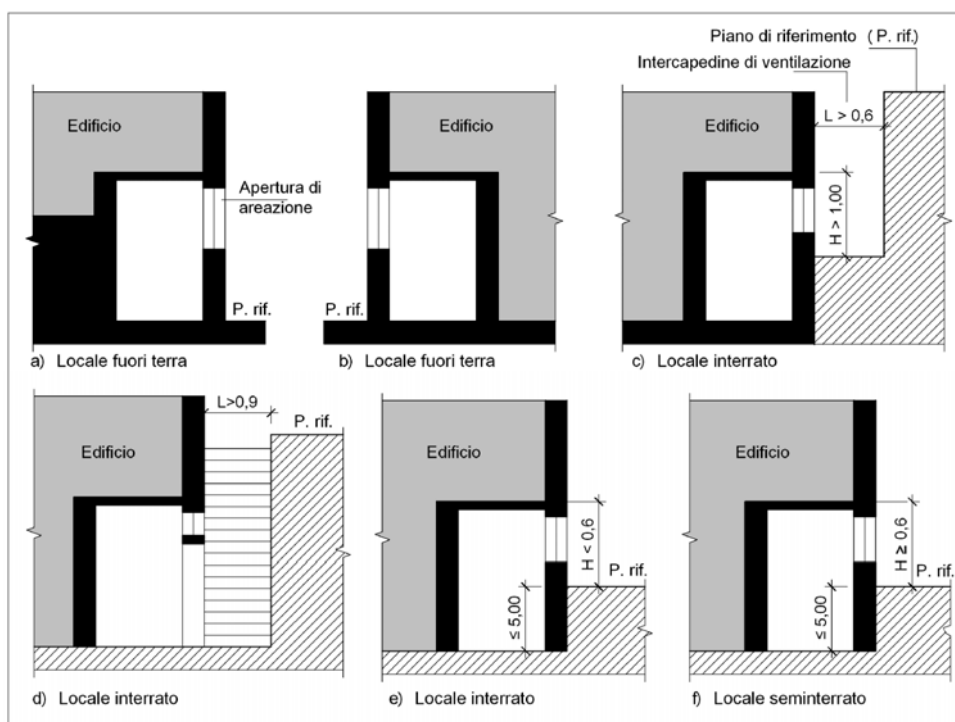 Piano di riferimento ( P. rif.)
Intercapedine di ventilazione
Edificio
Apertura di
areazione
P. rif.
a) Locale fuori terra
Edificio
P. rif.
b) Locale fuori terra
Edificio
L > 0,6
H > 1,00
c) Locale interrato
Edificio
L>0,9
P. rif.
d) Locale interrato
Edificio
H < 0,6
P. rif.
≤ 5,00
e) Locale interrato
Edificio
H ≥ 0,6
P. rif.
≤ 5,00
f) Locale seminterrato